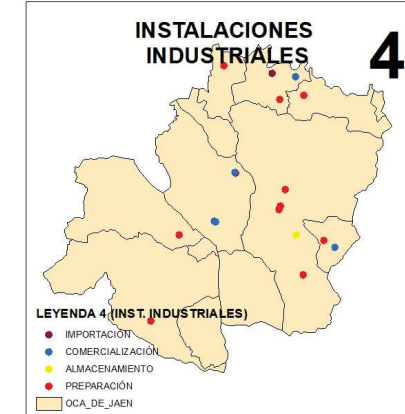 INSTALACIONES
INDUSTRIALES
4
LEYENDA 4 (INST. INDUSTRIALES)
IMPORTACIÓN
COMERCIALIZACIÓN
ALMACENAMIENTO
PREPARACIÓN
OCA_DE_JAEN